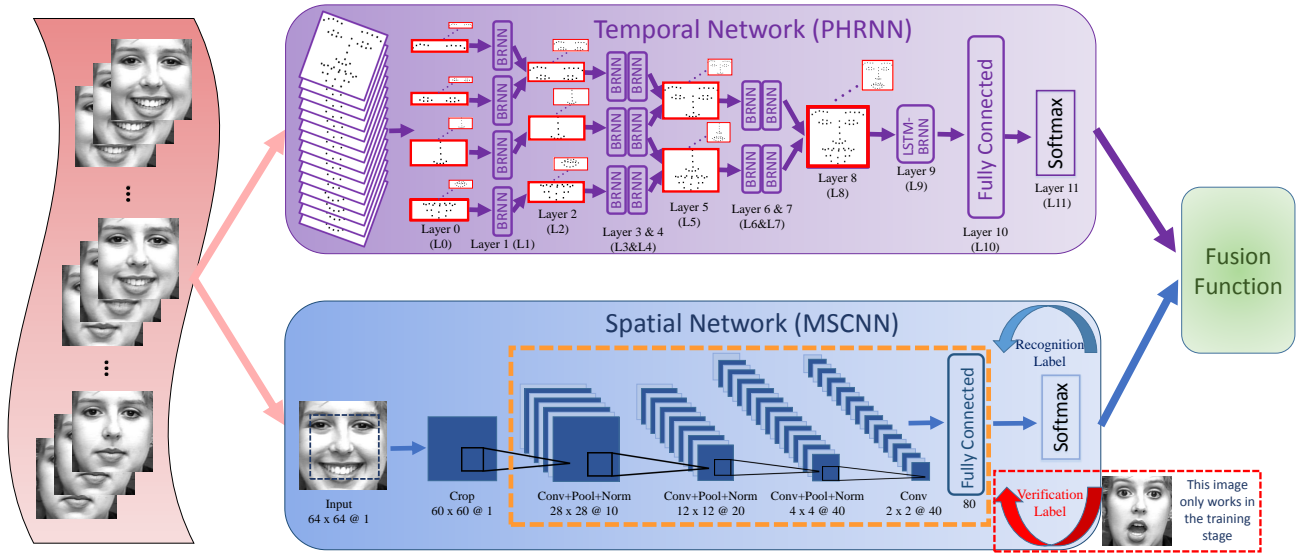 Temporal Network (PHRNN)
BRNN
BRNN
BRNN
BRNN
BRNN
BRNN
BRNN
BRNN
BRNN
BRNN
BRNN
BRNN
BRNN
BRNN
LSTM-
BRNN
Fully Connected
Softmax
Layer 0
(L0)
Layer 1 (L1)
Layer 2
(L2)
Layer 3 & 4
(L3&L4)
Layer 5
(L5)
Layer 6 & 7
(L6&L7)
Layer 8
(L8)
Layer 9
(L9)
Layer 10
(L10)
Layer 11
(L11)
Fusion
Function
Spatial Network (MSCNN)
Recognition
Label
Fully Connected
Softmax
Input
64 x 64 @ 1
Crop
60 x 60 @ 1
Conv+Pool+Norm
28 x 28 @ 10
Conv+Pool+Norm
12 x 12 @ 20
Conv+Pool+Norm
4 x 4 @ 40
Conv
2 x 2 @ 40
80
Verification
Label
This image
only works in
the training
stage